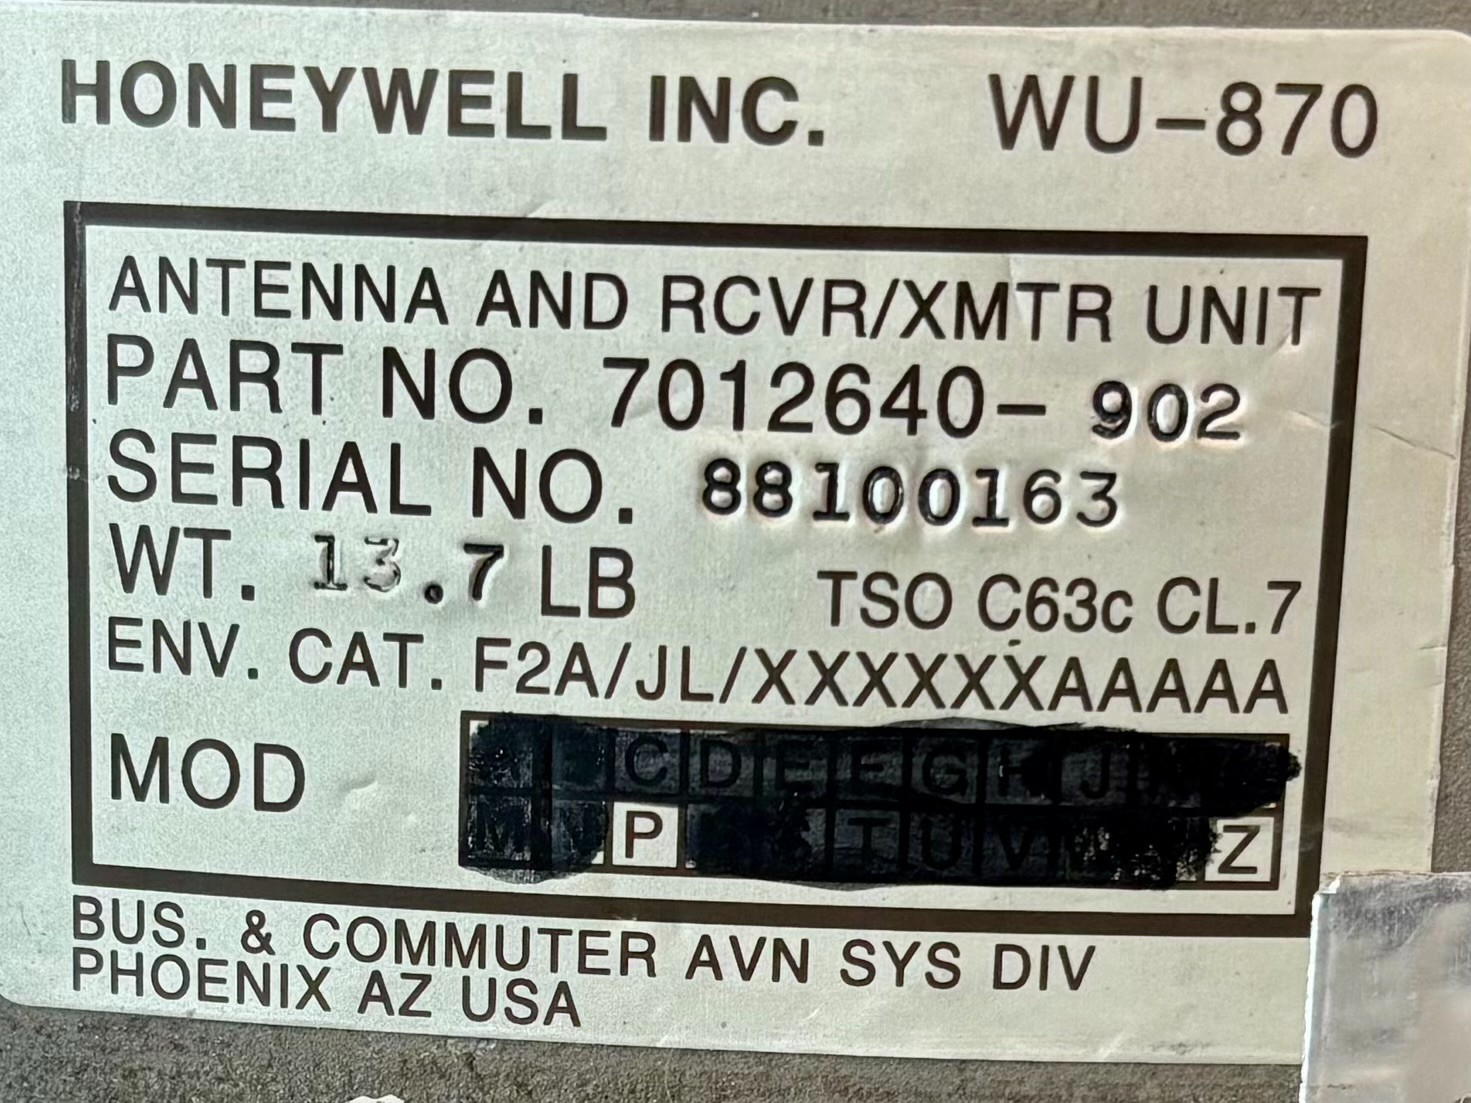 HONEYWELL INC. WU-870
ANTENNA AND RCVR/XMTR UNIT
PART NO. 7012640- 902
SERIAL NO. 88100163
WT. 13.7 LB TSO C63c CL.7
ENV. CAT. F2A/JL/XXXXXXAAAAA
MOD C D E F G H J
P T U V Z
BUS. & COMMUTER AVN SYS DIV
PHOENIX AZ USA